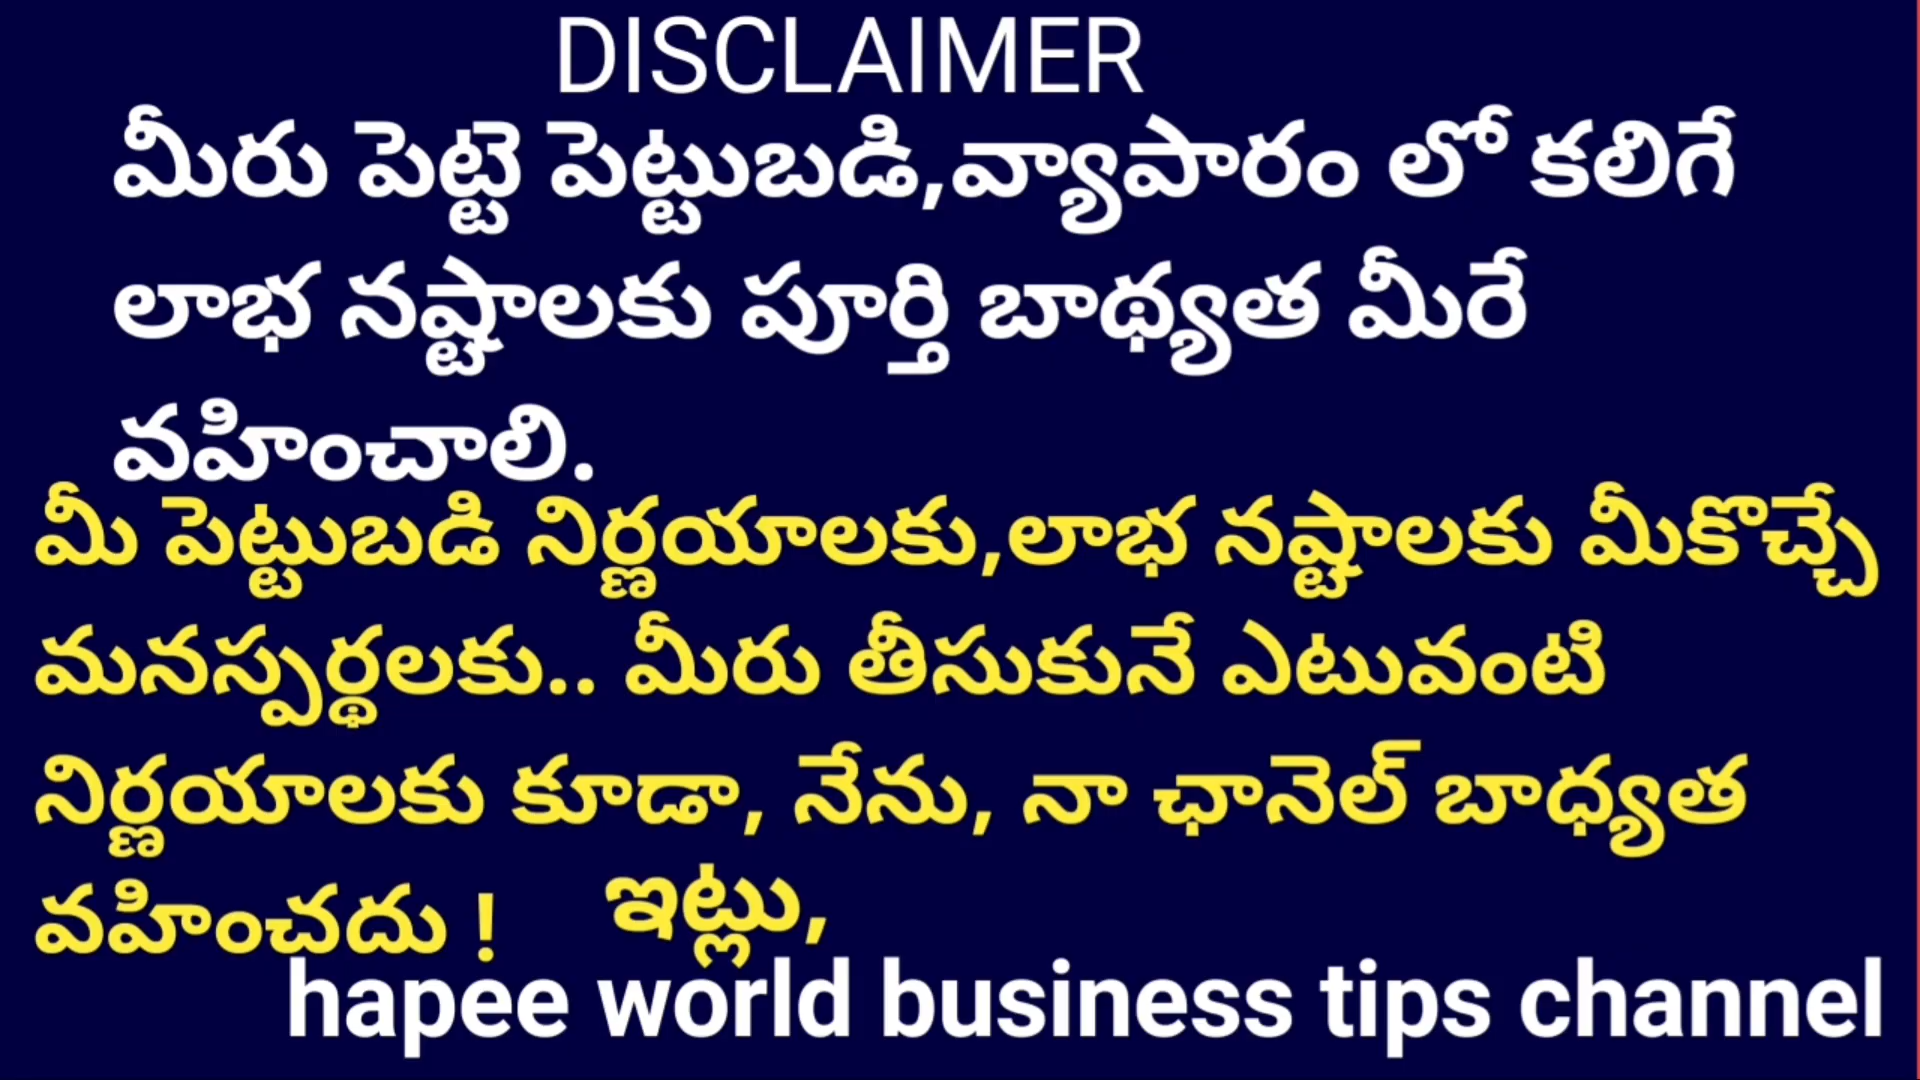 DISCLAIMER
మీరు పెట్టె పెట్టుబడి,వ్యాపారం లో కలిగే
లాభ నష్టాలకు పూర్తి బాథ్యత మీరే
వహించాలి.
మీ పెట్టుబడి నిర్ణయాలకు,లాభ నష్టాలకు మీకొచ్చే
మనస్పర్థలకు.. మీరు తీసుకునే ఎటువంటి
నిర్ణయాలకు కూడా, నేను, నా ఛానెల్ బాధ్యత
వహించదు !
ఇట్లు,
hapee world business tips channel